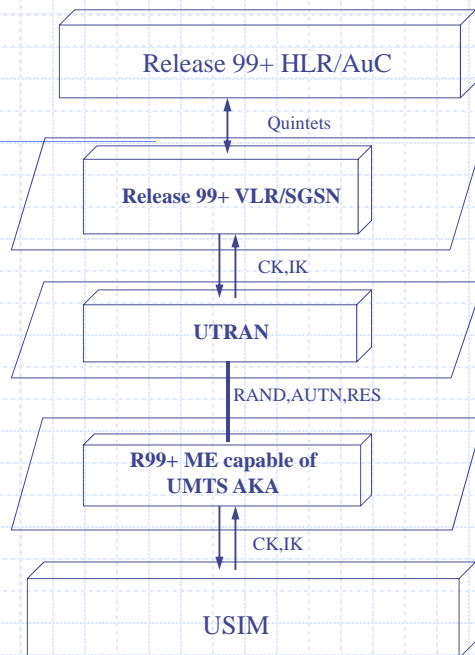 Release 99+ HLR/AuC
Quintets
Release 99+ VLR/SGSN
CK,IK
UTRAN
RAND,AUTN,RES
R99+ ME capable of
UMTS AKA
CK,IK
USIM